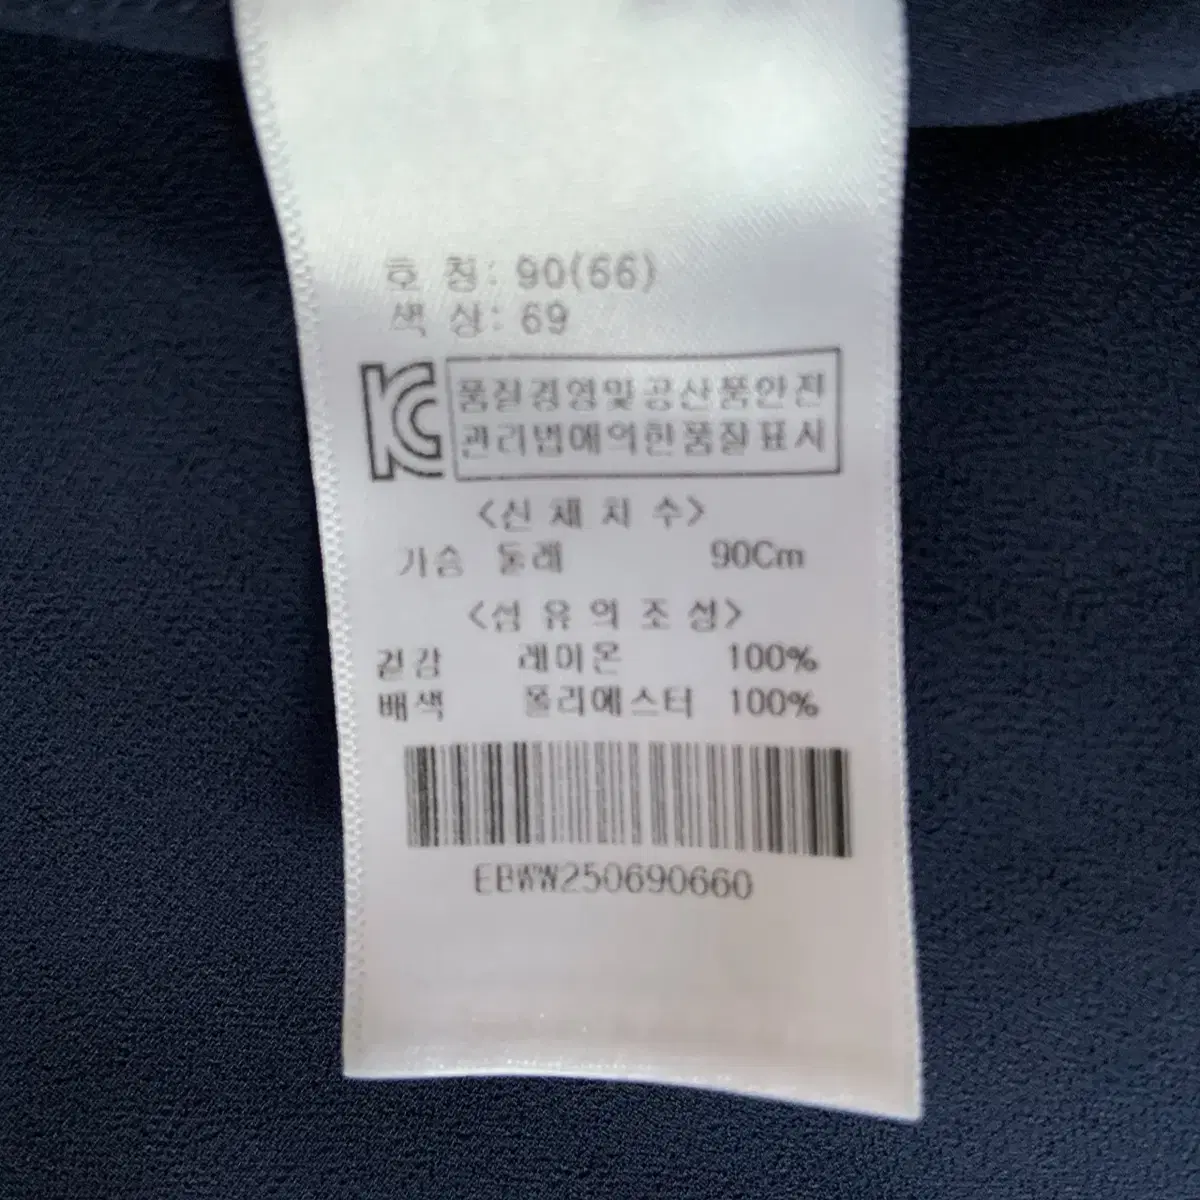 호 칭: 90(66)
색 상: 69
KC
품질경영및공산품안전
관리법에의한품질표시
<신 체 치 수>
가슴 둘레 90Cm
<섬 유 의 조 성>
겉감 레이온 100%
배색 폴리에스터 100%
EBWW250690660